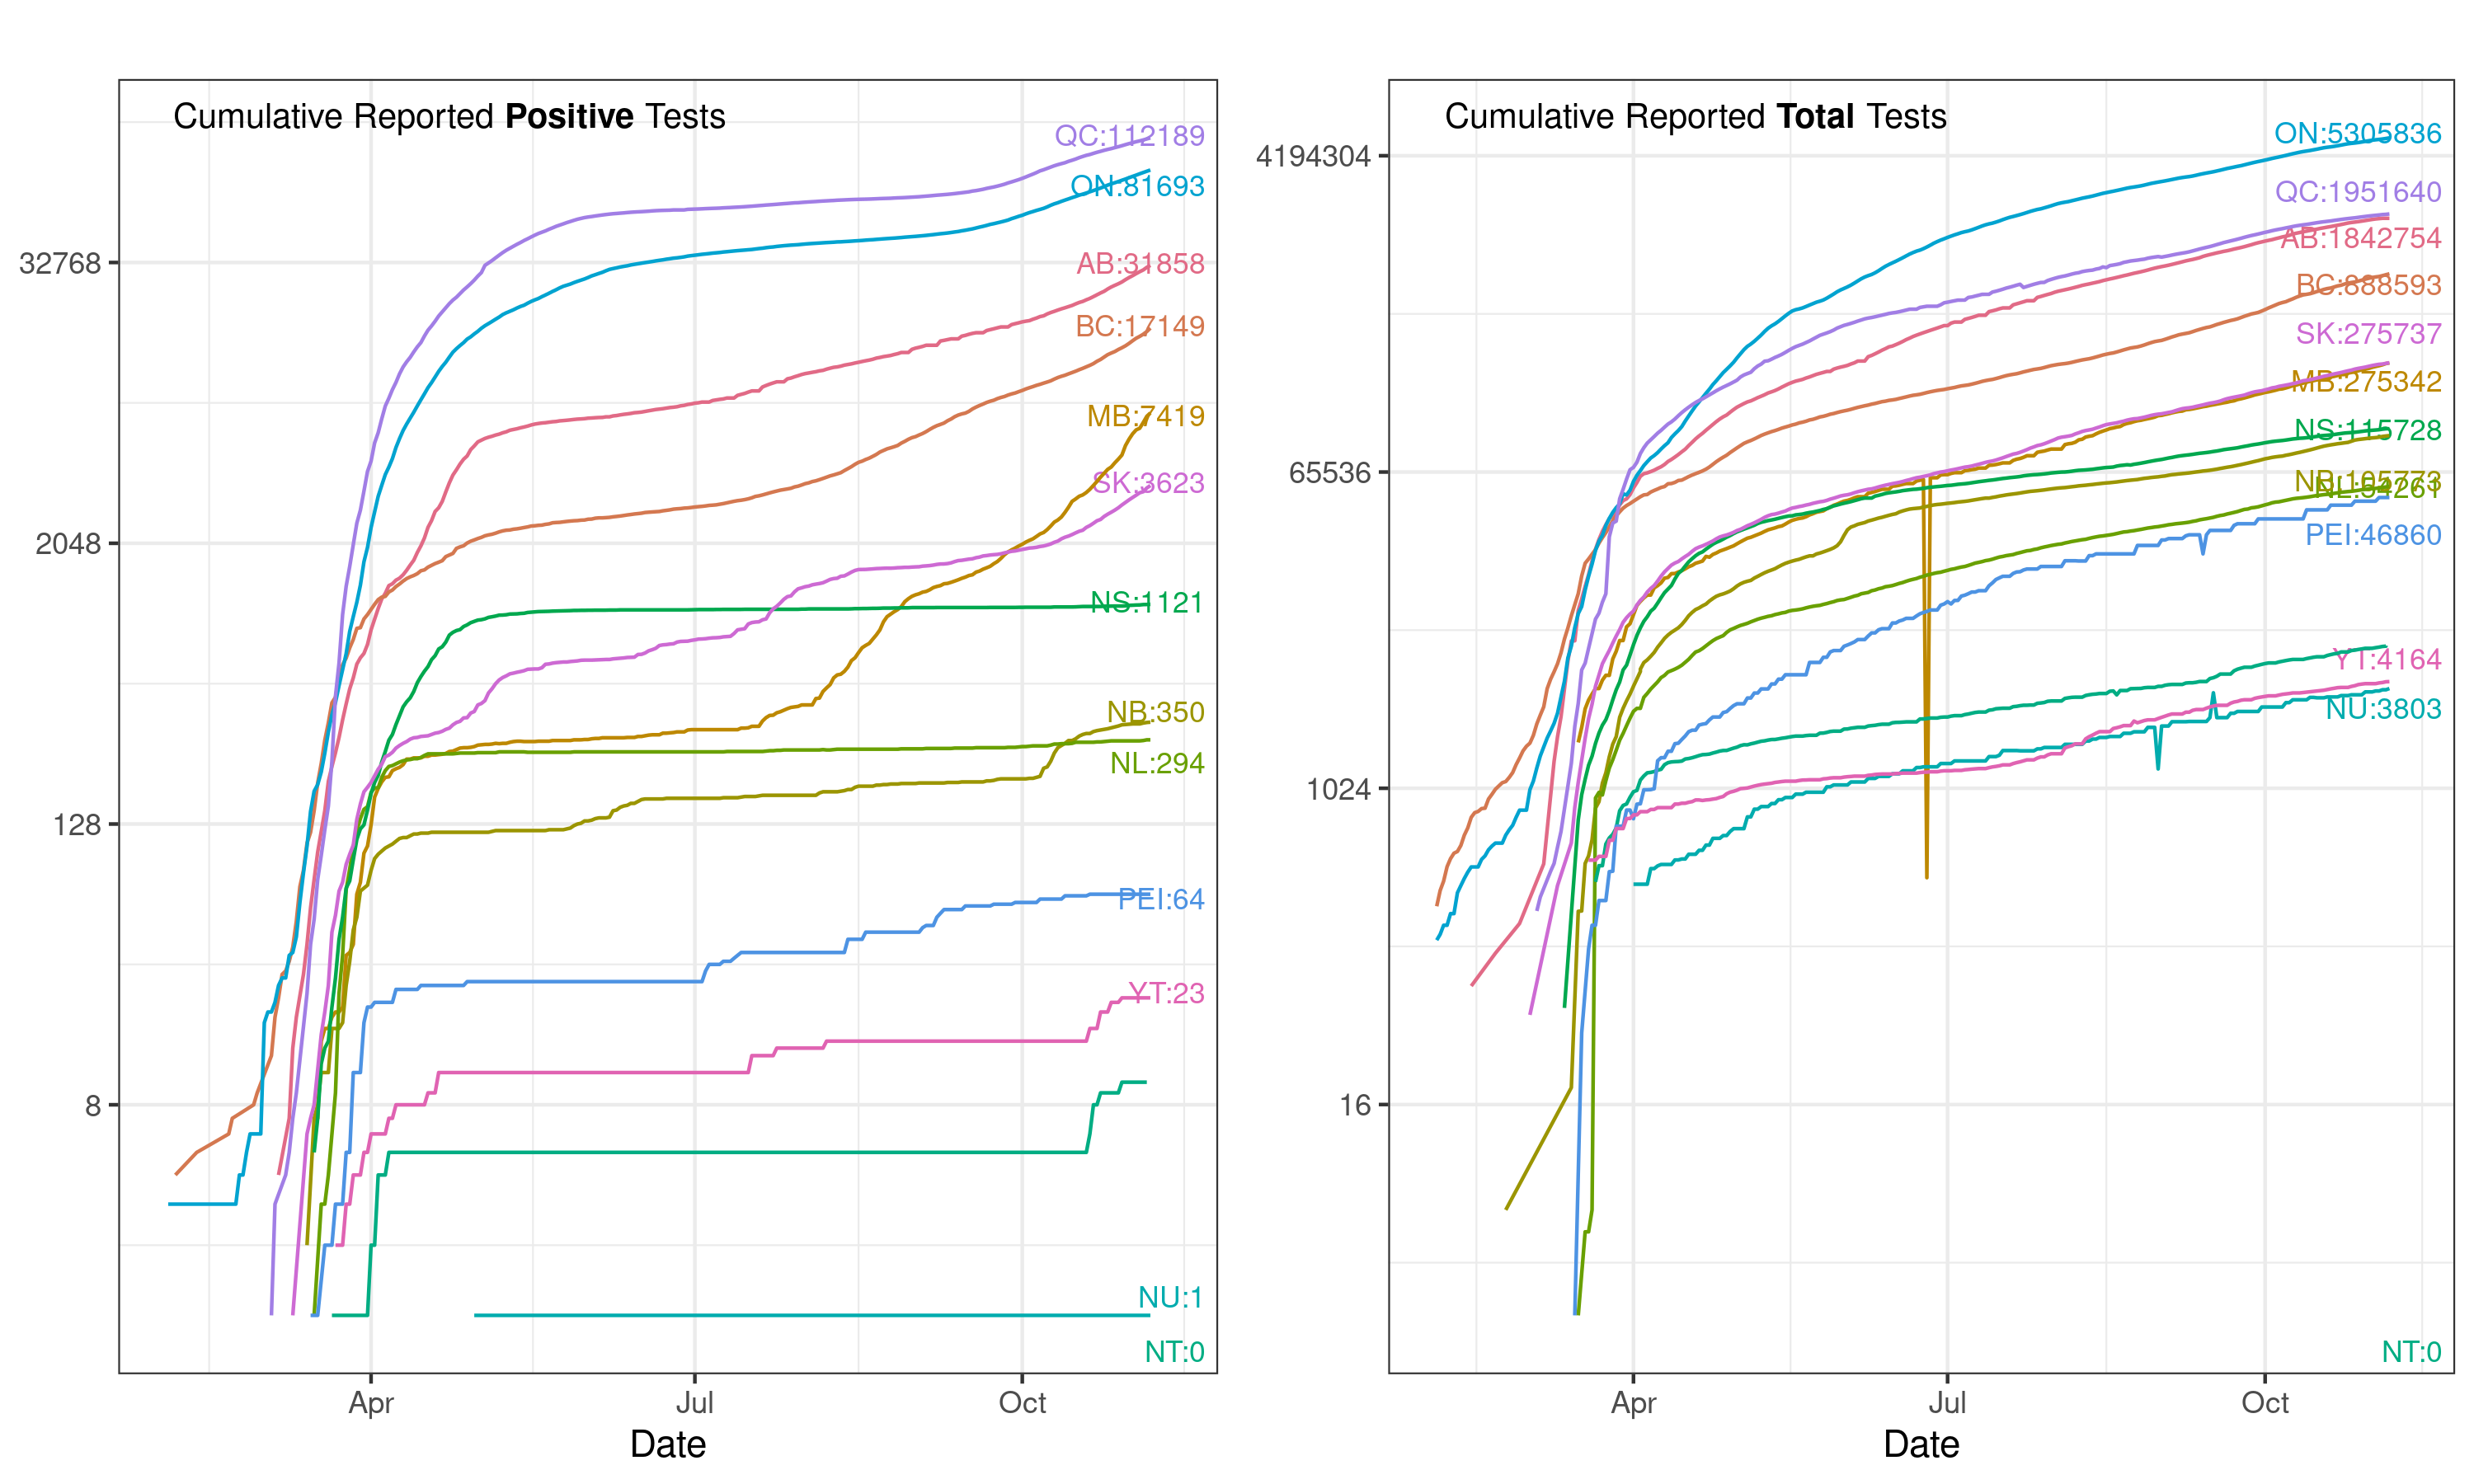 Cumulative Reported Positive Tests
QC:112189
ON:81693
AB:31858
BC:17149
MB:7419
SK:3623
NS:1121
NB:350
NL:294
PEI:64
YT:23
NU:1
NT:0
32768
2048
128
8
Apr
Jul
Oct
Date
Cumulative Reported Total Tests
ON:5305836
QC:1951640
AB:1842754
BC:888593
SK:275737
MB:275342
NS:115728
NB:105773
PEI:46860
YT:4164
NU:3803
NT:0
4194304
65536
1024
16
Apr
Jul
Oct
Date